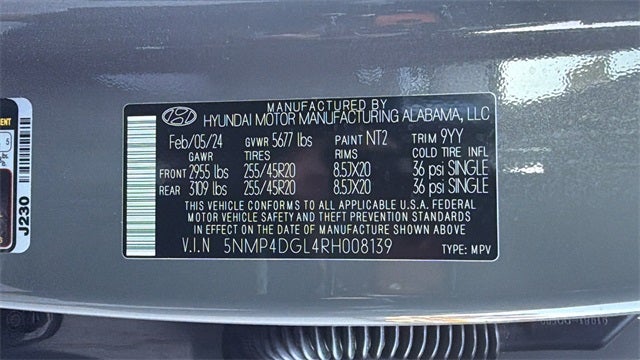 MANUFACTURED BY
HYUNDAI MOTOR MANUFACTURING ALABAMA, LLC
Feb/05/24 GVWR 5677 lbs PAINT NT2 TRIM 9YY
GAWR TIRES RIMS COLD TIRE INFL
FRONT 2955 lbs 255/45R20 8.5JX20 36 psi SINGLE
REAR 3109 lbs 255/45R20 8.5JX20 36 psi SINGLE
THIS VEHICLE CONFORMS TO ALL APPLICABLE U.S.A. FEDERAL
MOTOR VEHICLE SAFETY AND THEFT PREVENTION STANDARDS
IN EFFECT ON THE DATE OF MANUFACTURE SHOWN ABOVE
V.I.N 5NMP4DGL4RH008139 TYPE: MPV
J230